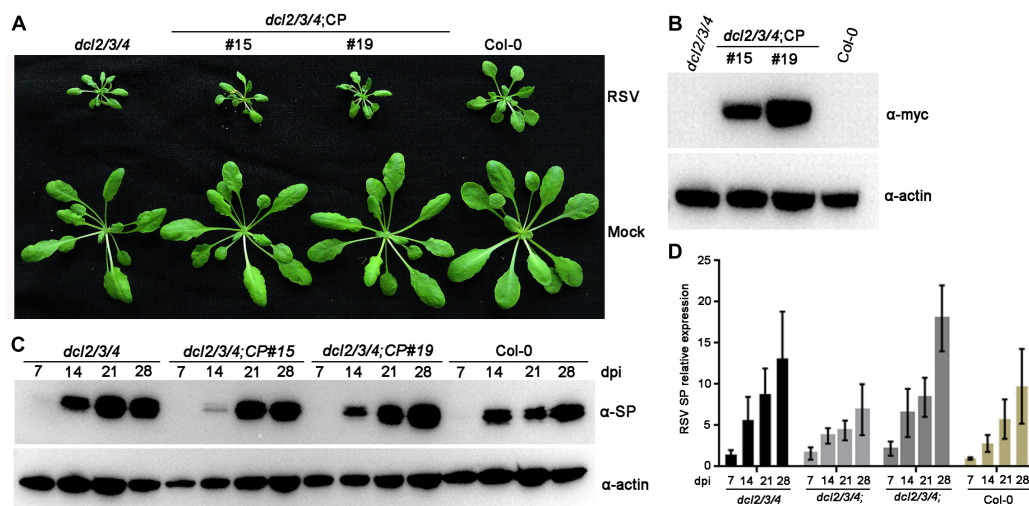 A
dcl2/3/4;CP
dcl2/3/4 #15 #19 Col-0
RSV
Mock
B
dcl2/3/4
dcl2/3/4;CP
#15 #19
Col-0
α-myc
α-actin
C
dcl2/3/4 dcl2/3/4;CP#15 dcl2/3/4;CP#19 Col-0
7 14 21 28 7 14 21 28 7 14 21 28 7 14 21 28 dpi
α-SP
α-actin
D
RSV SP relative expression
25
20
15
10
5
0
dpi 7 14 21 28 7 14 21 28 7 14 21 28 7 14 21 28
dcl2/3/4 dcl2/3/4; dcl2/3/4; Col-0